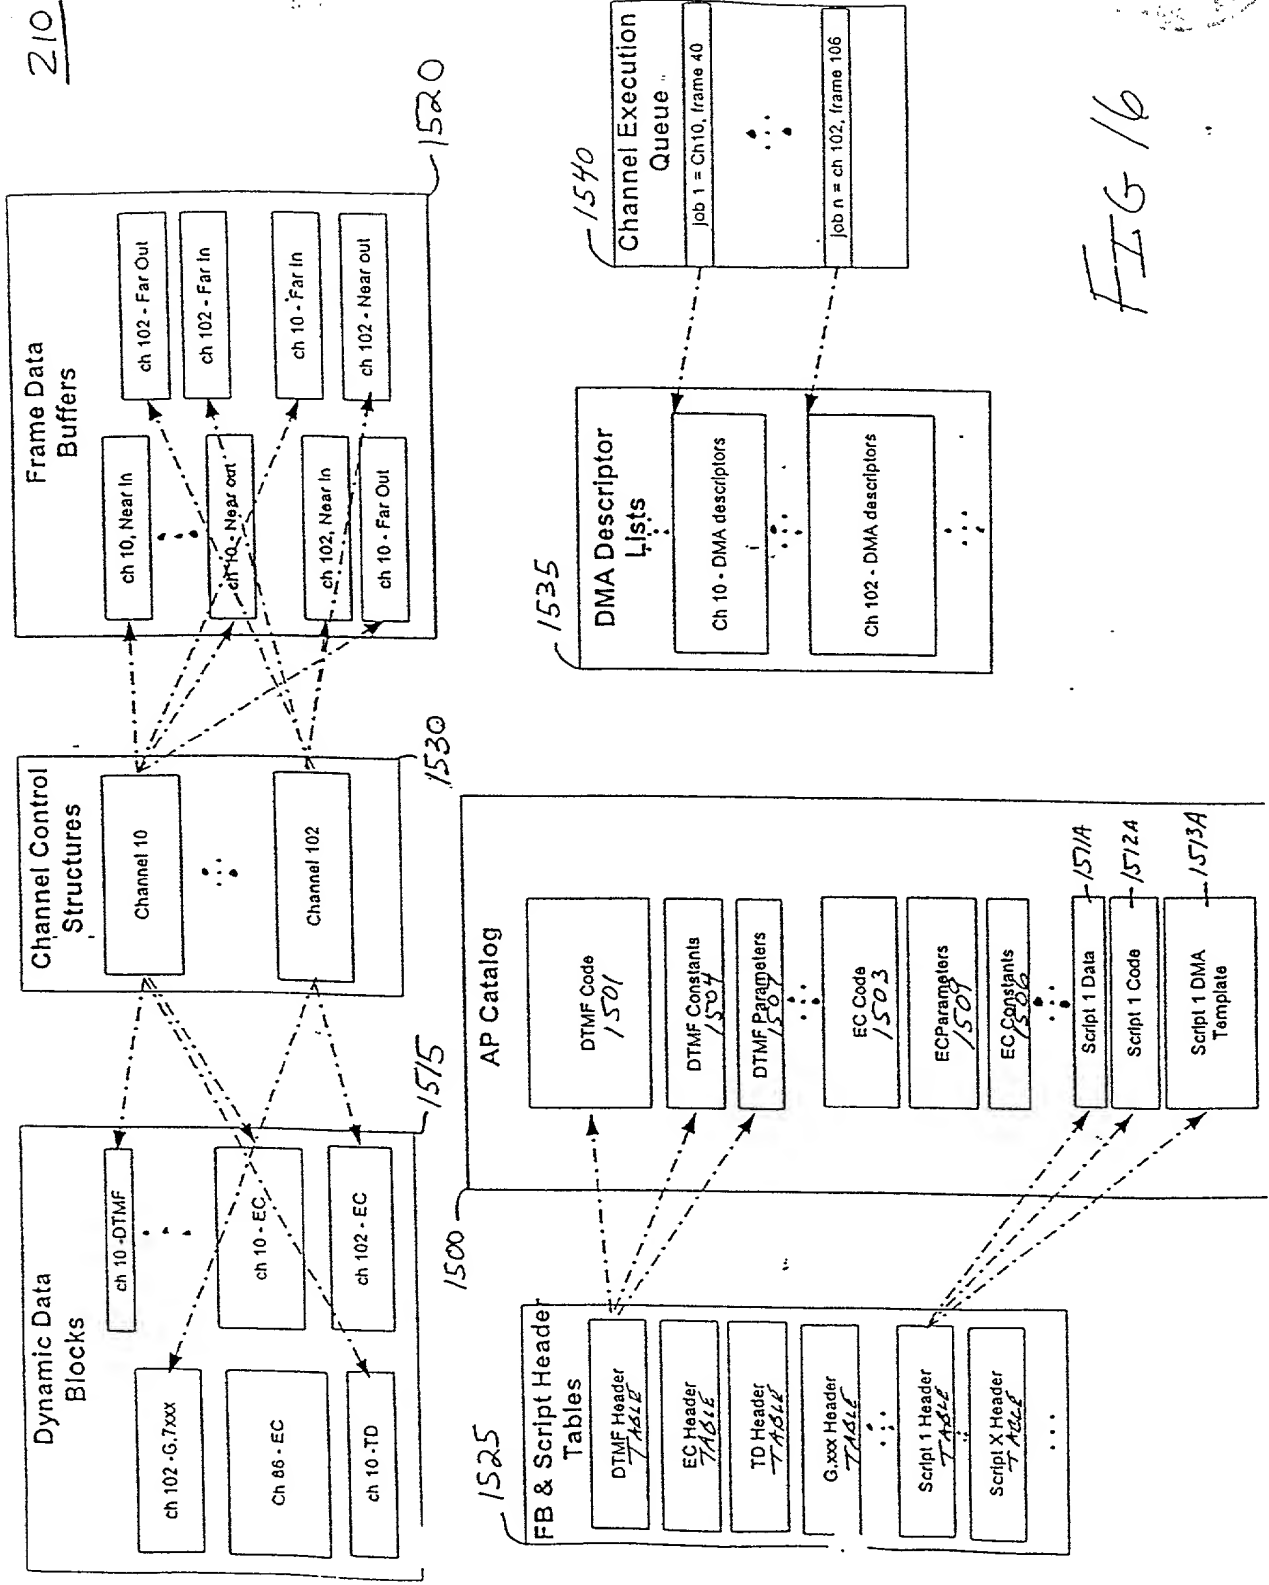 210
Dynamic Data
Blocks
ch 10 -DTMF
ch 102 -G.7xxx
ch 10 - EC
Ch 86 - EC
ch 102 - EC
ch 10 -TD
1515
Channel Control
Structures
Channel 10
Channel 102
1530
Frame Data
Buffers
ch 10, Near In
ch 102 - Far Out
ch 10 - Near out
ch 102 - Far In
ch 102, Near In
ch 10 - Far In
ch 10 - Far Out
ch 102 - Near out
1520
1525
FB & Script Header
Tables
DTMF Header
TABLE
EC Header
TABLE
TD Header
TABLE
G.xxx Header
TABLE
Script 1 Header
TABLE
Script X Header
TABLE
1500
AP Catalog
DTMF Code
1501
DTMF Constants
1504
DTMF Parameters
1507
EC Code
1503
ECParameters
1509
EC Constants
1506
Script 1 Data
1511A
Script 1 Code
1512A
Script 1 DMA
Template
1513A
1535
DMA Descriptor
Lists
Ch 10 - DMA descriptors
Ch 102 - DMA descriptors
1540
Channel Execution
Queue
job 1 = Ch10, frame 40
job n = ch 102, frame 106
FIG 16